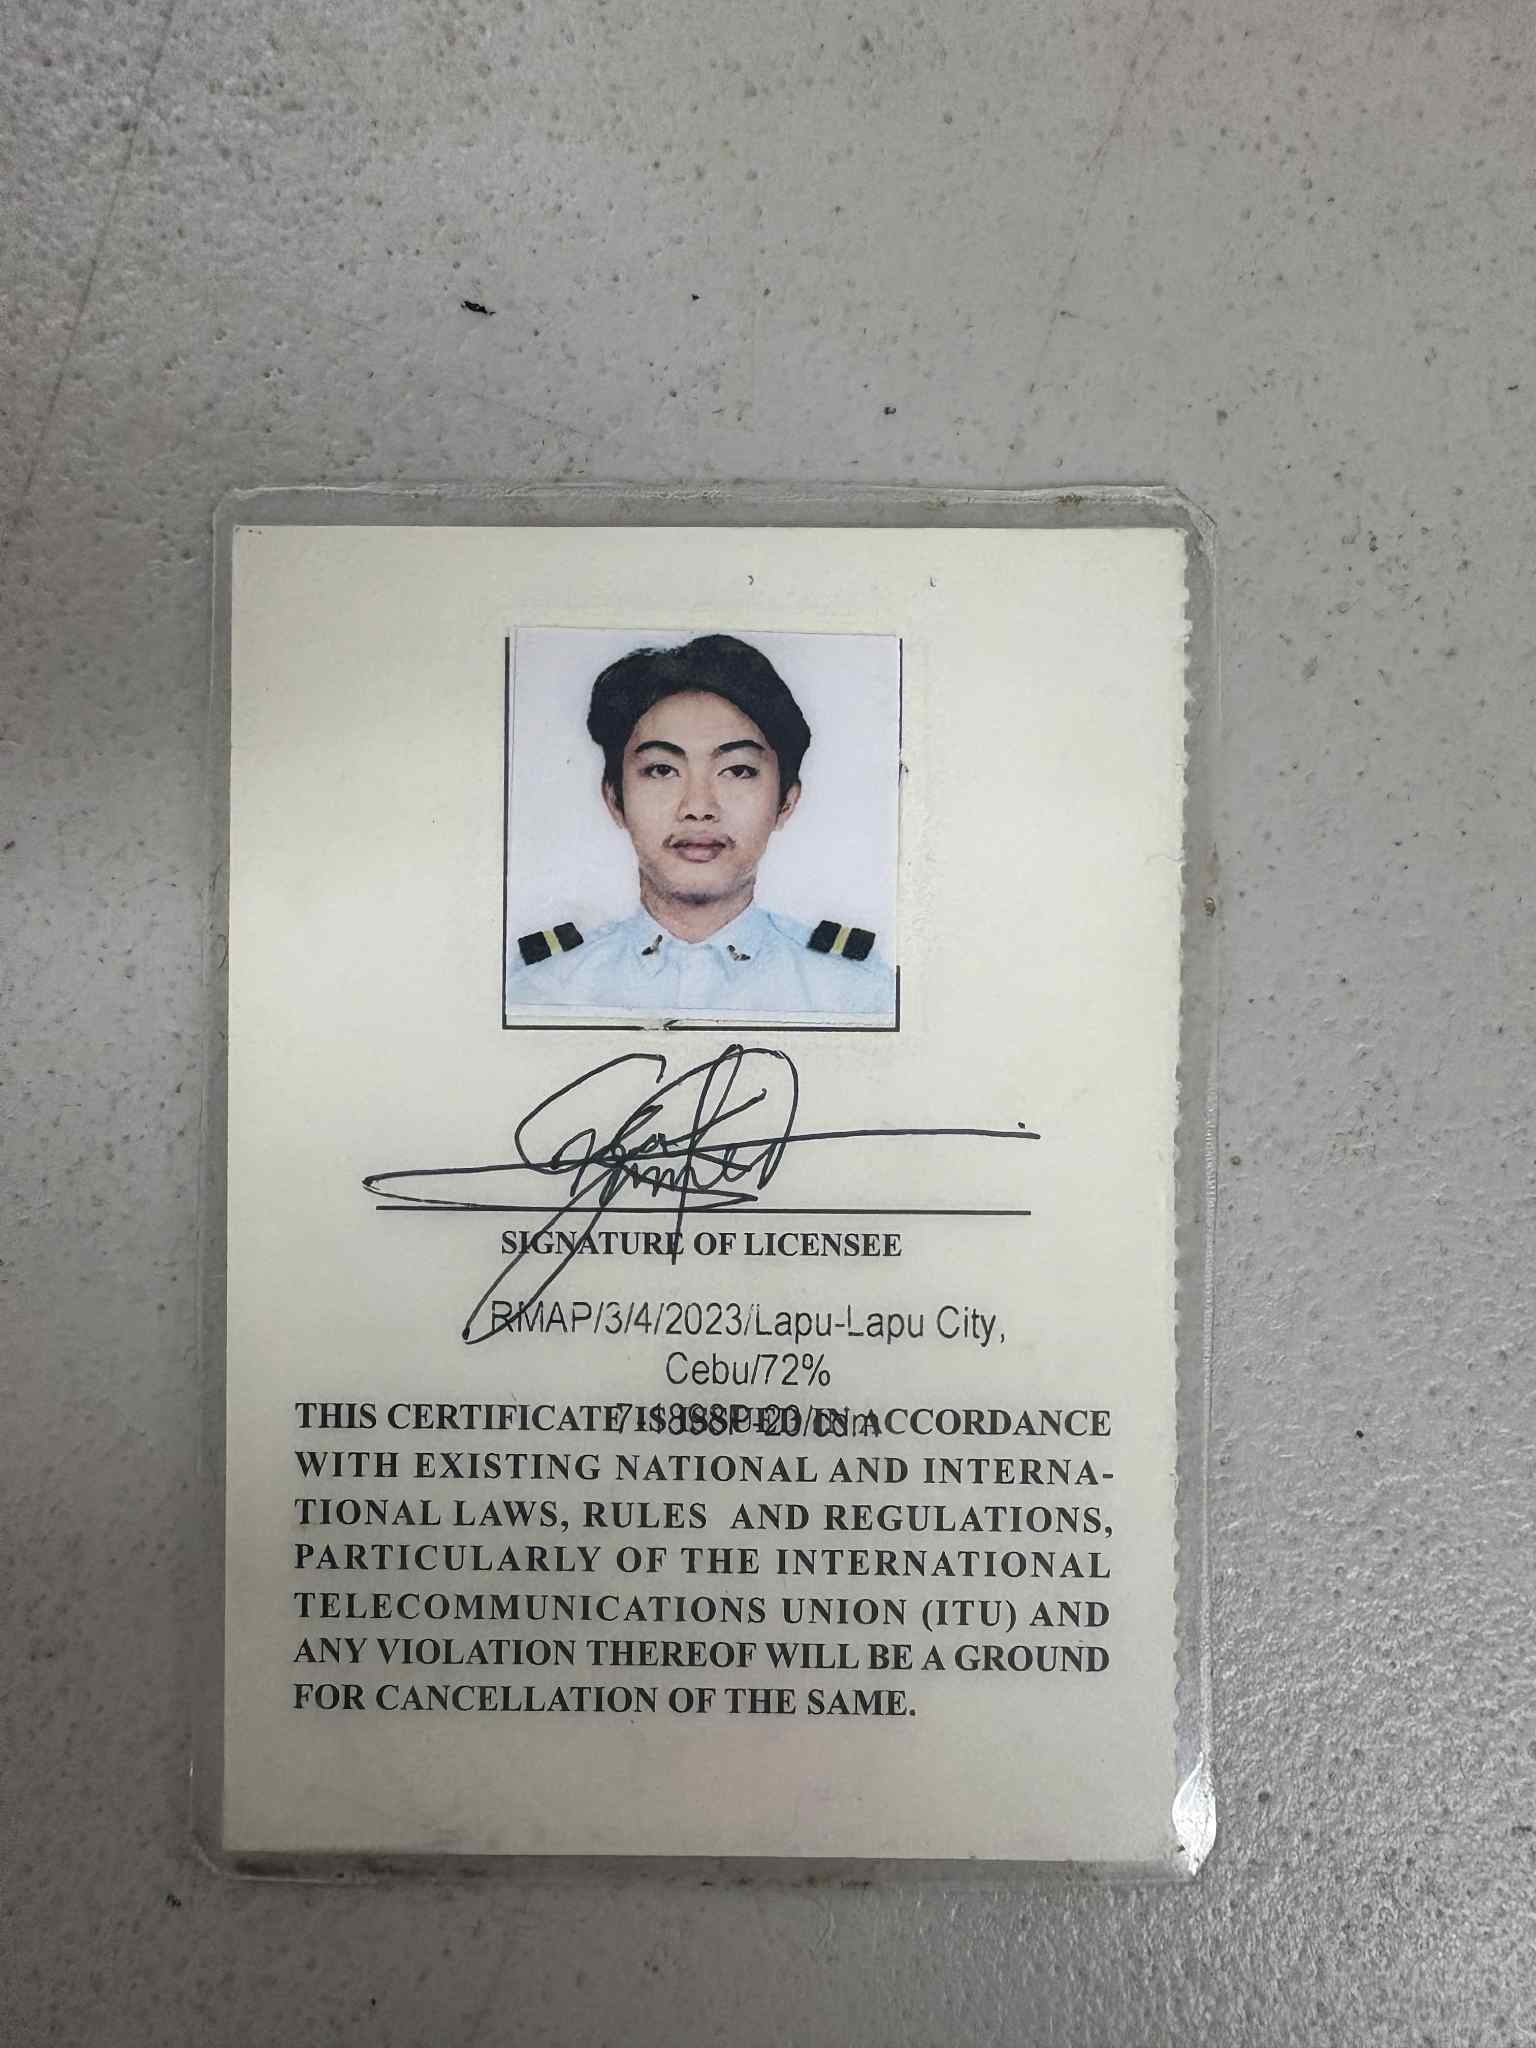 SIGNATURE OF LICENSEE
RMAP/3/4/2023/Lapu-Lapu City,
Cebu/72%
THIS CERTIFICATE IS ISSUED IN ACCORDANCE
WITH EXISTING NATIONAL AND INTERNA-
TIONAL LAWS, RULES AND REGULATIONS,
PARTICULARLY OF THE INTERNATIONAL
TELECOMMUNICATIONS UNION (ITU) AND
ANY VIOLATION THEREOF WILL BE A GROUND
FOR CANCELLATION OF THE SAME.